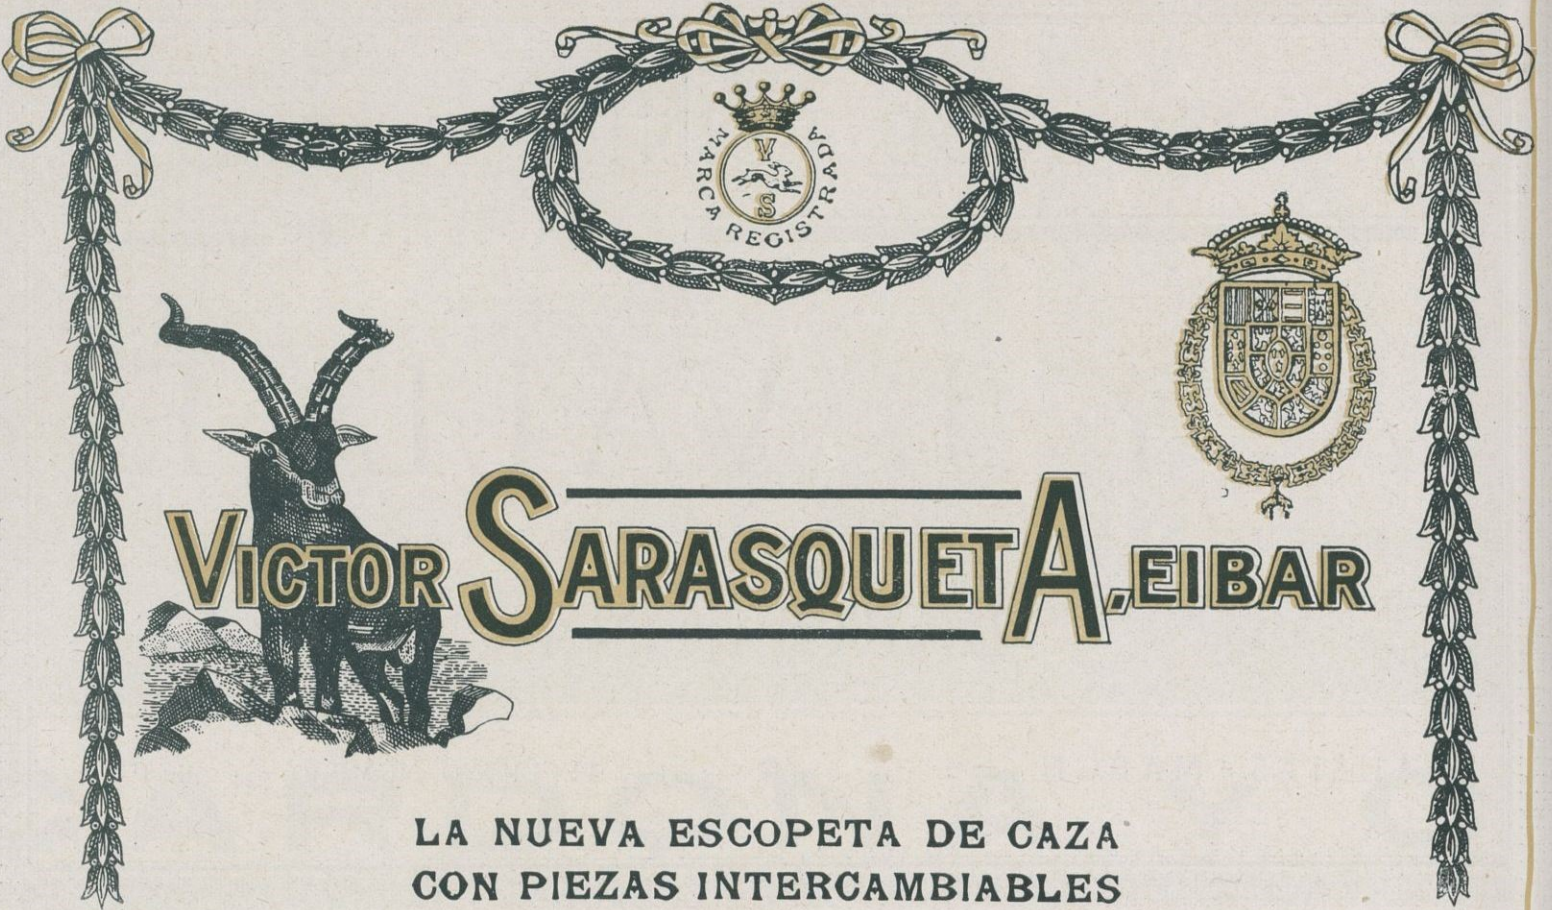 V
S
MARCA REGISTRADA
VICTOR SARASQUETA, EIBAR
LA NUEVA ESCOPETA DE CAZA
CON PIEZAS INTERCAMBIABLES